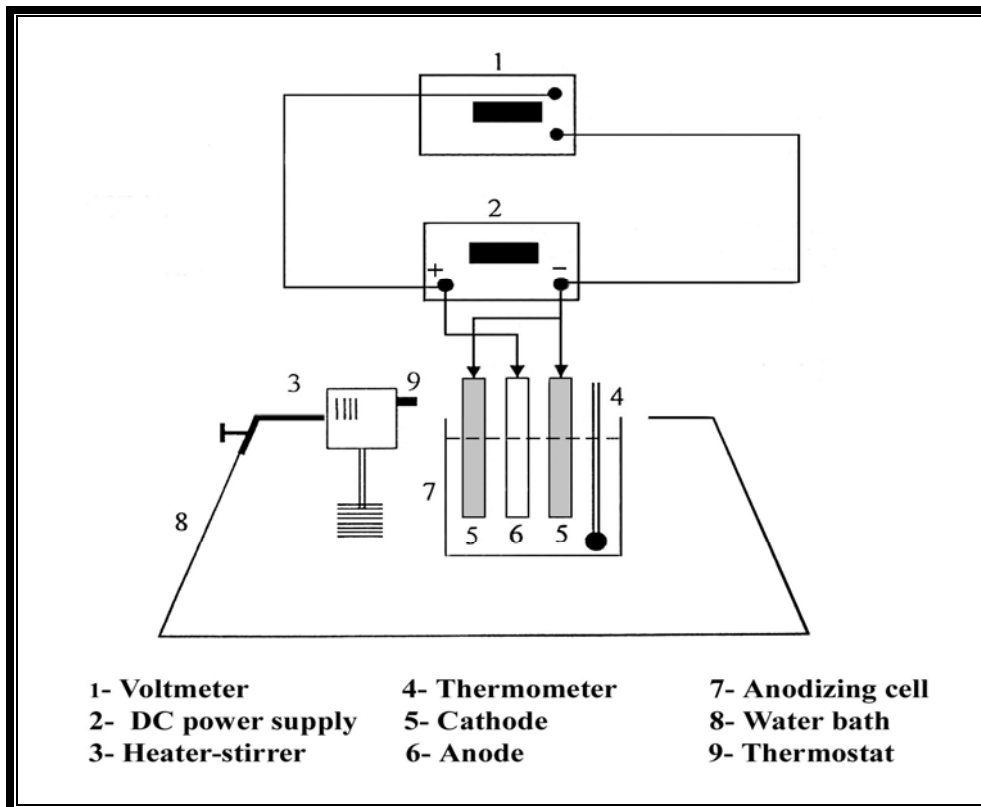 1
2
+ −
3
9
4
7
8
5 6 5
1- Voltmeter 4- Thermometer 7- Anodizing cell
2- DC power supply 5- Cathode 8- Water bath
3- Heater-stirrer 6- Anode 9- Thermostat